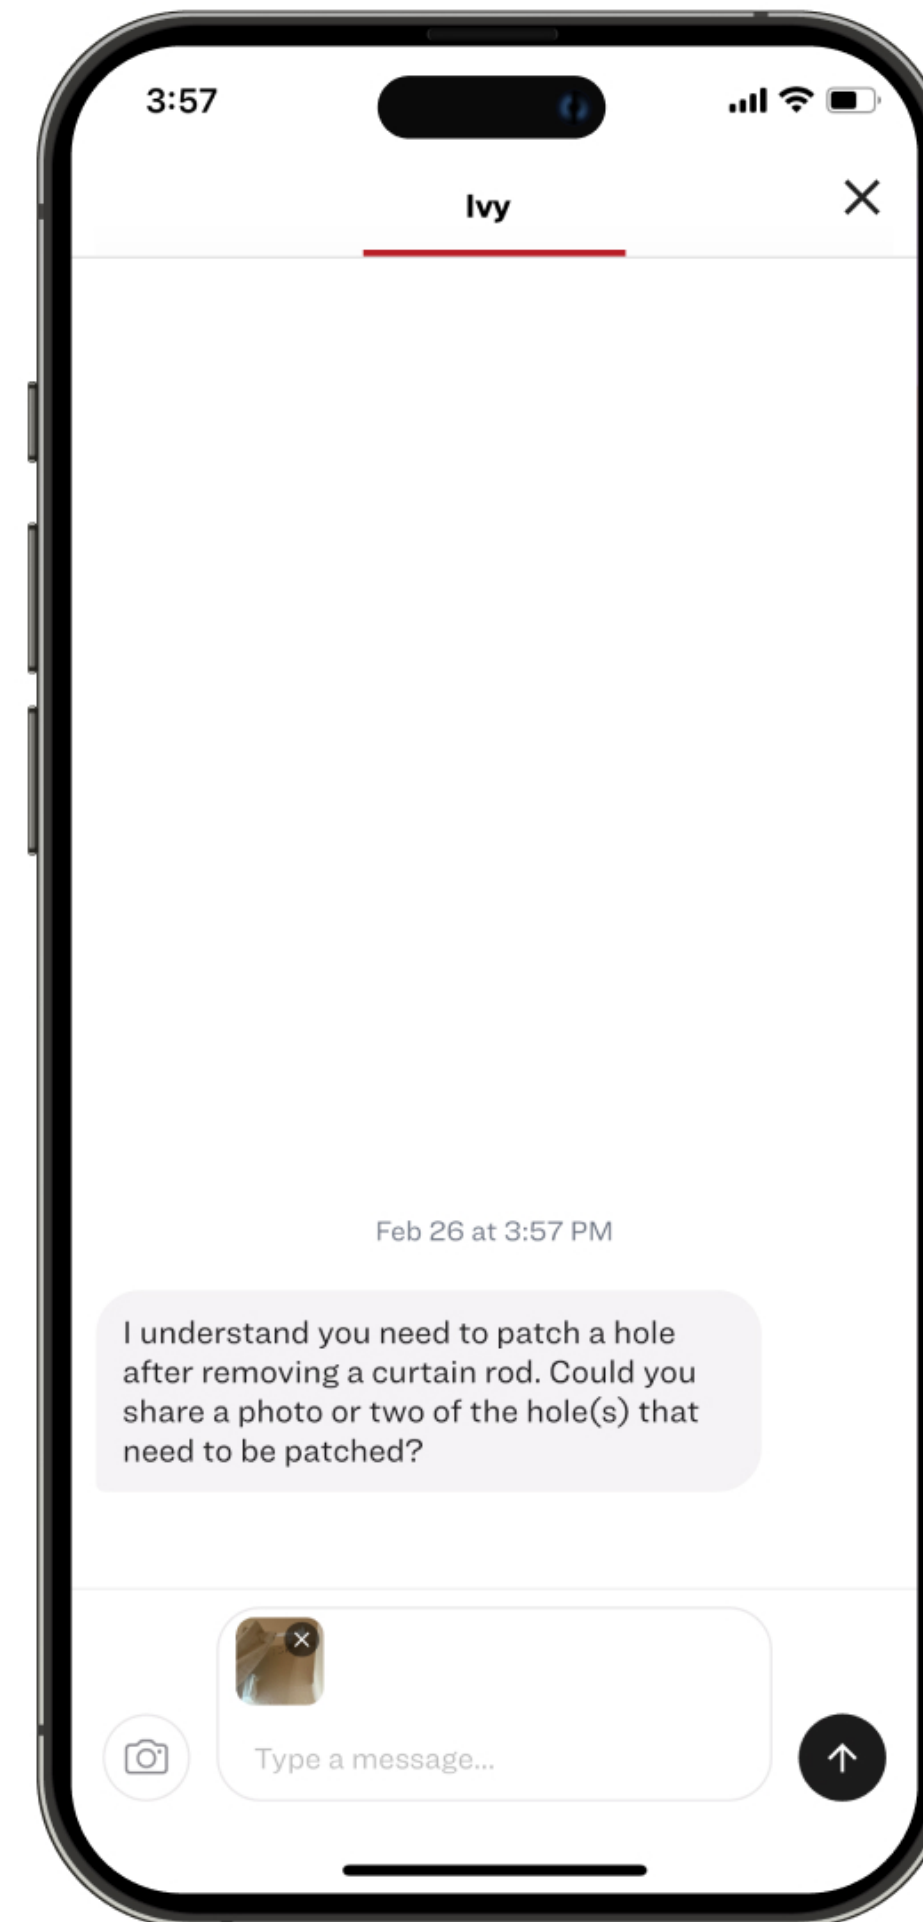 3:57
Ivy
Feb 26 at 3:57 PM
I understand you need to patch a hole
after removing a curtain rod. Could you
share a photo or two of the hole(s) that
need to be patched?
Type a message...